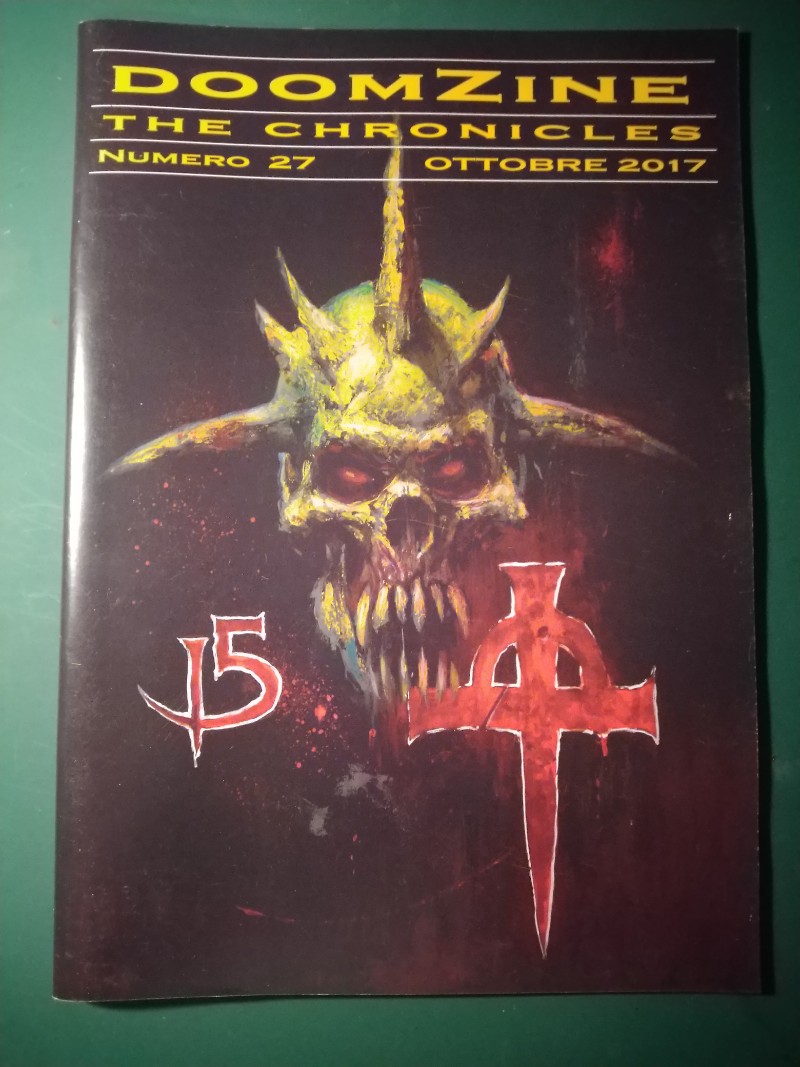 DOOMZINE
THE CHRONICLES
NUMERO 27 OTTOBRE 2017
15